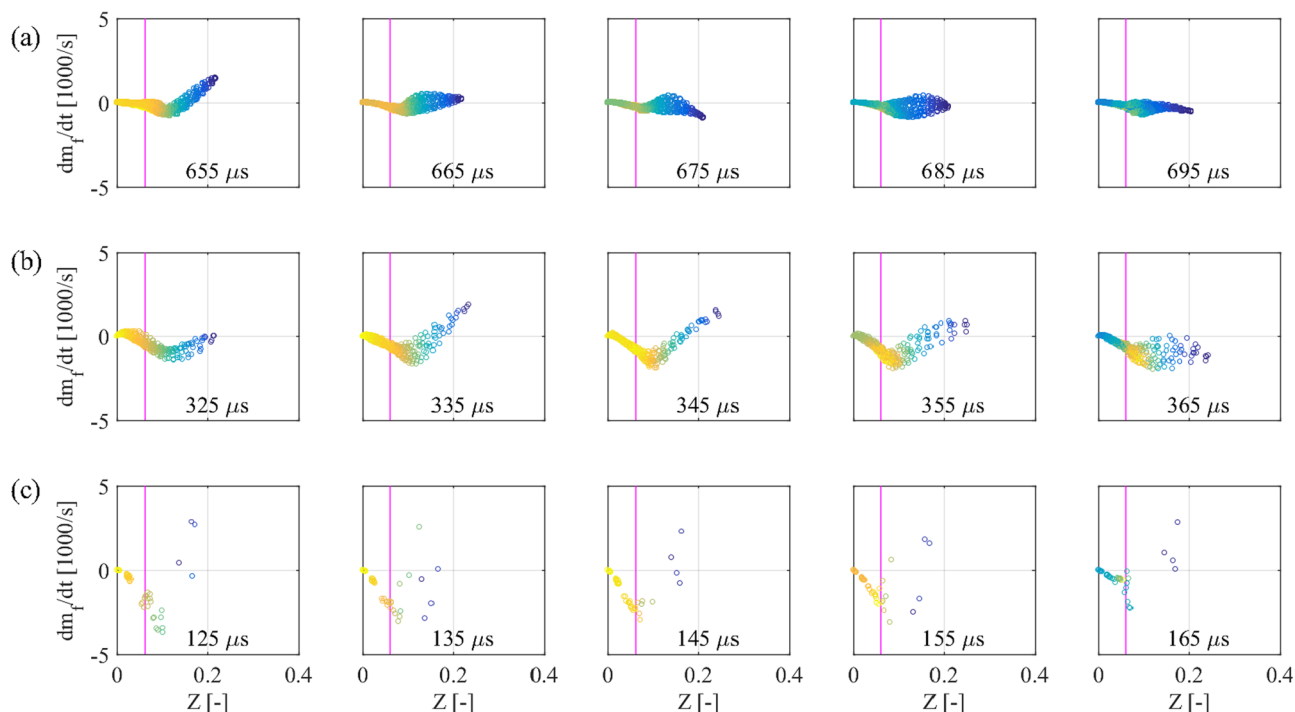 (a)
dm_f/dt [1000/s]
5
0
-5
655 μs
665 μs
675 μs
685 μs
695 μs
(b)
dm_f/dt [1000/s]
5
0
-5
325 μs
335 μs
345 μs
355 μs
365 μs
(c)
dm_f/dt [1000/s]
5
0
-5
125 μs
135 μs
145 μs
155 μs
165 μs
0 0.2 0.4 0 0.2 0.4 0 0.2 0.4 0 0.2 0.4 0 0.2 0.4
Z [-] Z [-] Z [-] Z [-] Z [-]